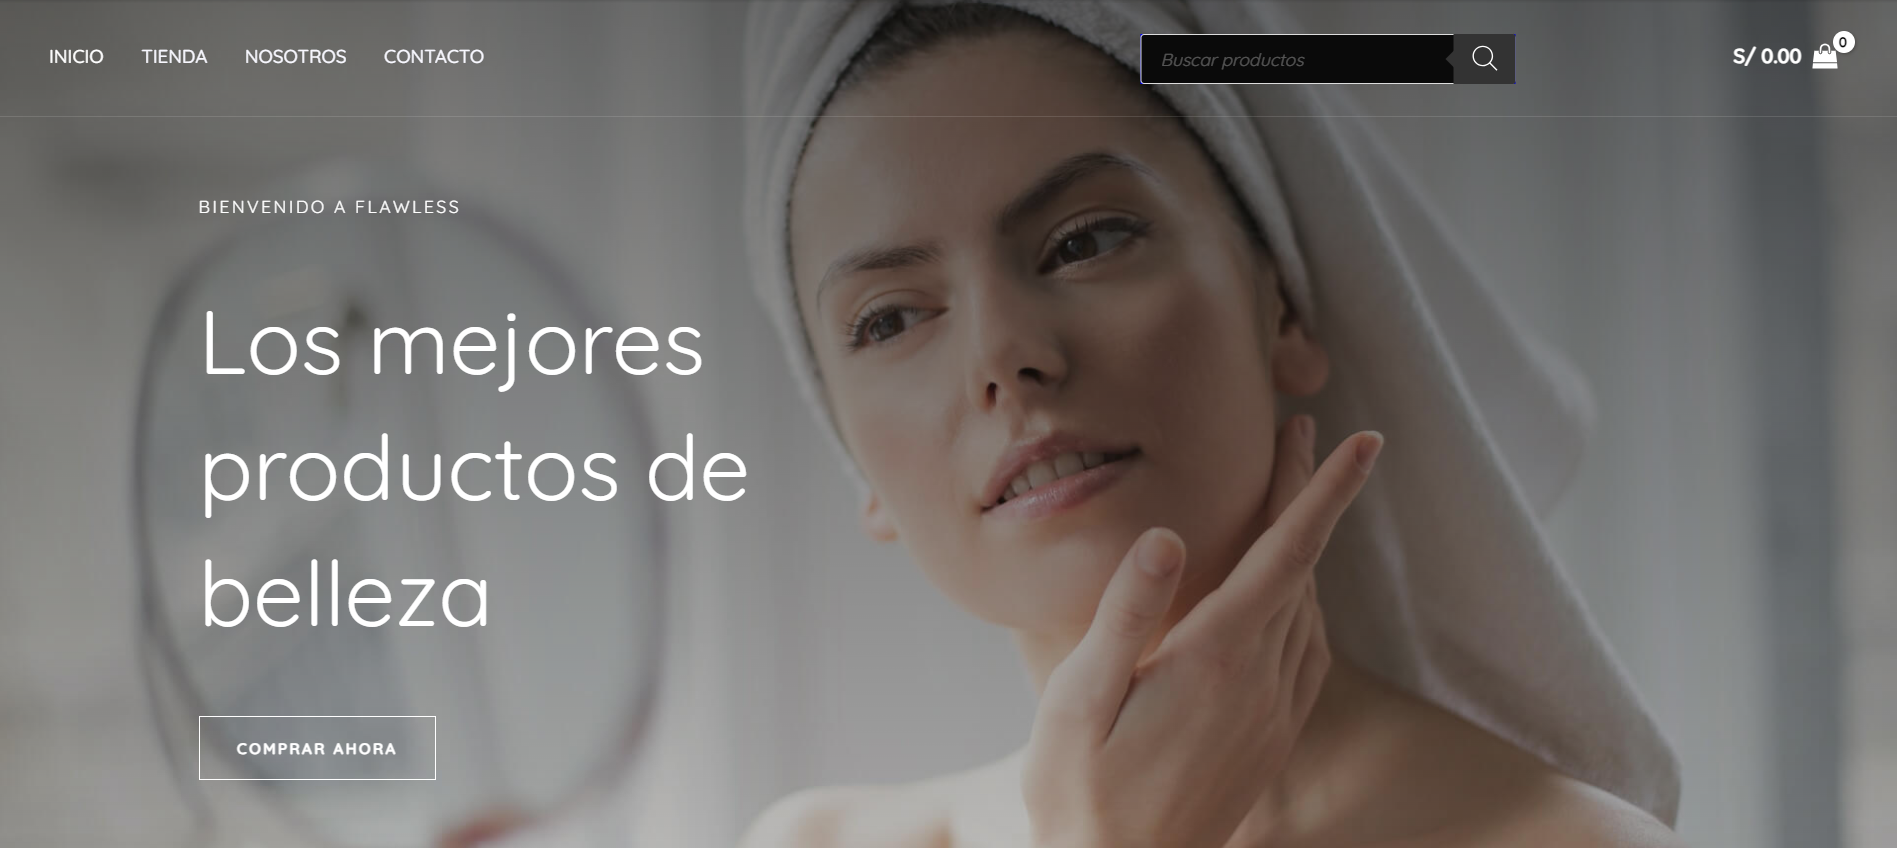 INICIO TIENDA NOSOTROS CONTACTO Buscar productos S/ 0.00 0
BIENVENIDO A FLAWLESS
Los mejores
productos de
belleza
COMPRAR AHORA